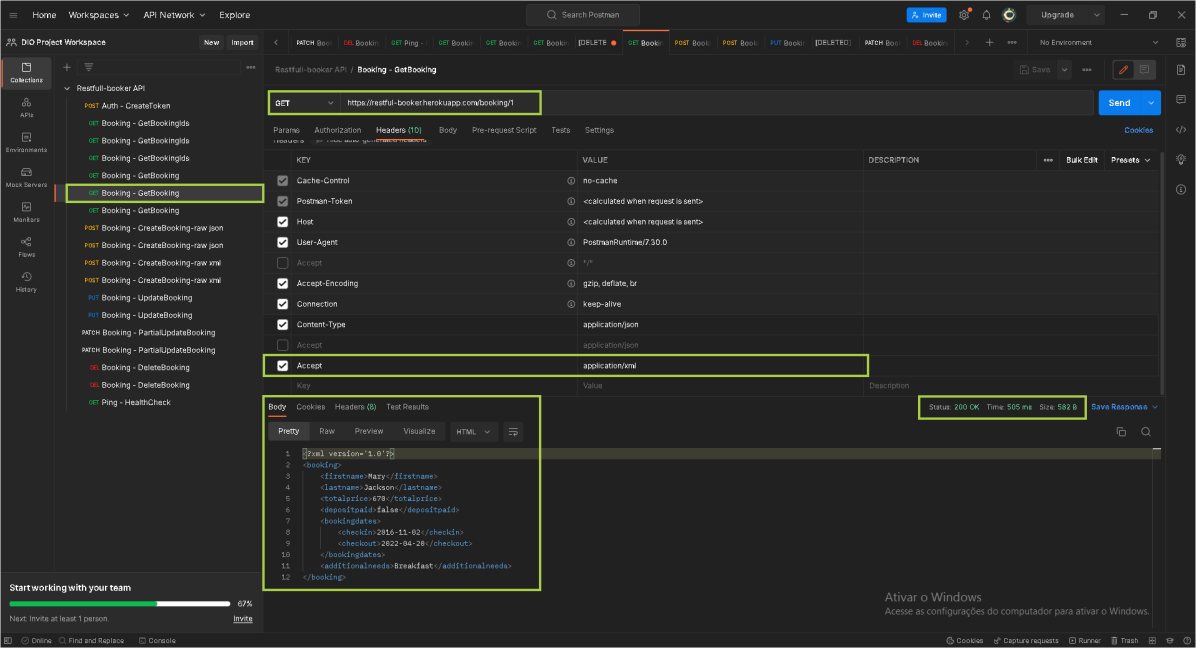 Home Workspaces API Network Explore Search Postman Invite Upgrade
DIO Project Workspace New Import PATCH Boo DEL Bookin GET Ping - GET Bookin GET Bookin GET Bookin [DELETE GET Bookin POST Book POST Book PUT Bookin [DELETED] PATCH Boo DEL Bookin No Environment
Restfull-booker API / Booking - GetBooking Save
Collections
APIs
Environments
Mock Servers
Monitors
Flows
History
Restfull-booker API
POST Auth - CreateToken
GET Booking - GetBookingIds
GET Booking - GetBookingIds
GET Booking - GetBookingIds
GET Booking - GetBooking
GET Booking - GetBooking
GET Booking - GetBooking
POST Booking - CreateBooking-raw json
POST Booking - CreateBooking-raw json
POST Booking - CreateBooking-raw xml
POST Booking - CreateBooking-raw xml
PUT Booking - UpdateBooking
PUT Booking - UpdateBooking
PATCH Booking - PartialUpdateBooking
PATCH Booking - PartialUpdateBooking
DEL Booking - DeleteBooking
DEL Booking - DeleteBooking
GET Ping - HealthCheck
GET https://restful-booker.herokuapp.com/booking/1 Send
Params Authorization Headers (10) Body Pre-request Script Tests Settings Cookies
Headers
KEY VALUE DESCRIPTION Bulk Edit Presets
Cache-Control no-cache
Postman-Token <calculated when request is sent>
Host <calculated when request is sent>
User-Agent PostmanRuntime/7.30.0
Accept */*
Accept-Encoding gzip, deflate, br
Connection keep-alive
Content-Type application/json
Accept application/json
Accept application/xml
Key Value Description
Body Cookies Headers (8) Test Results Status: 200 OK Time: 505 ms Size: 582 B Save Response
Pretty Raw Preview Visualize HTML
1 <?xml version='1.0'?>
2 <booking>
3 <firstname>Mary</firstname>
4 <lastname>Jackson</lastname>
5 <totalprice>670</totalprice>
6 <depositpaid>false</depositpaid>
7 <bookingdates>
8 <checkin>2016-11-02</checkin>
9 <checkout>2022-04-20</checkout>
10 </bookingdates>
11 <additionalneeds>Breakfast</additionalneeds>
12 </booking>
Start working with your team
67%
Next: Invite at least 1 person. Invite
Ativar o Windows
Acesse as configurações do computador para ativar o Windows.
Online Find and Replace Console Cookies Capture requests Runner Trash